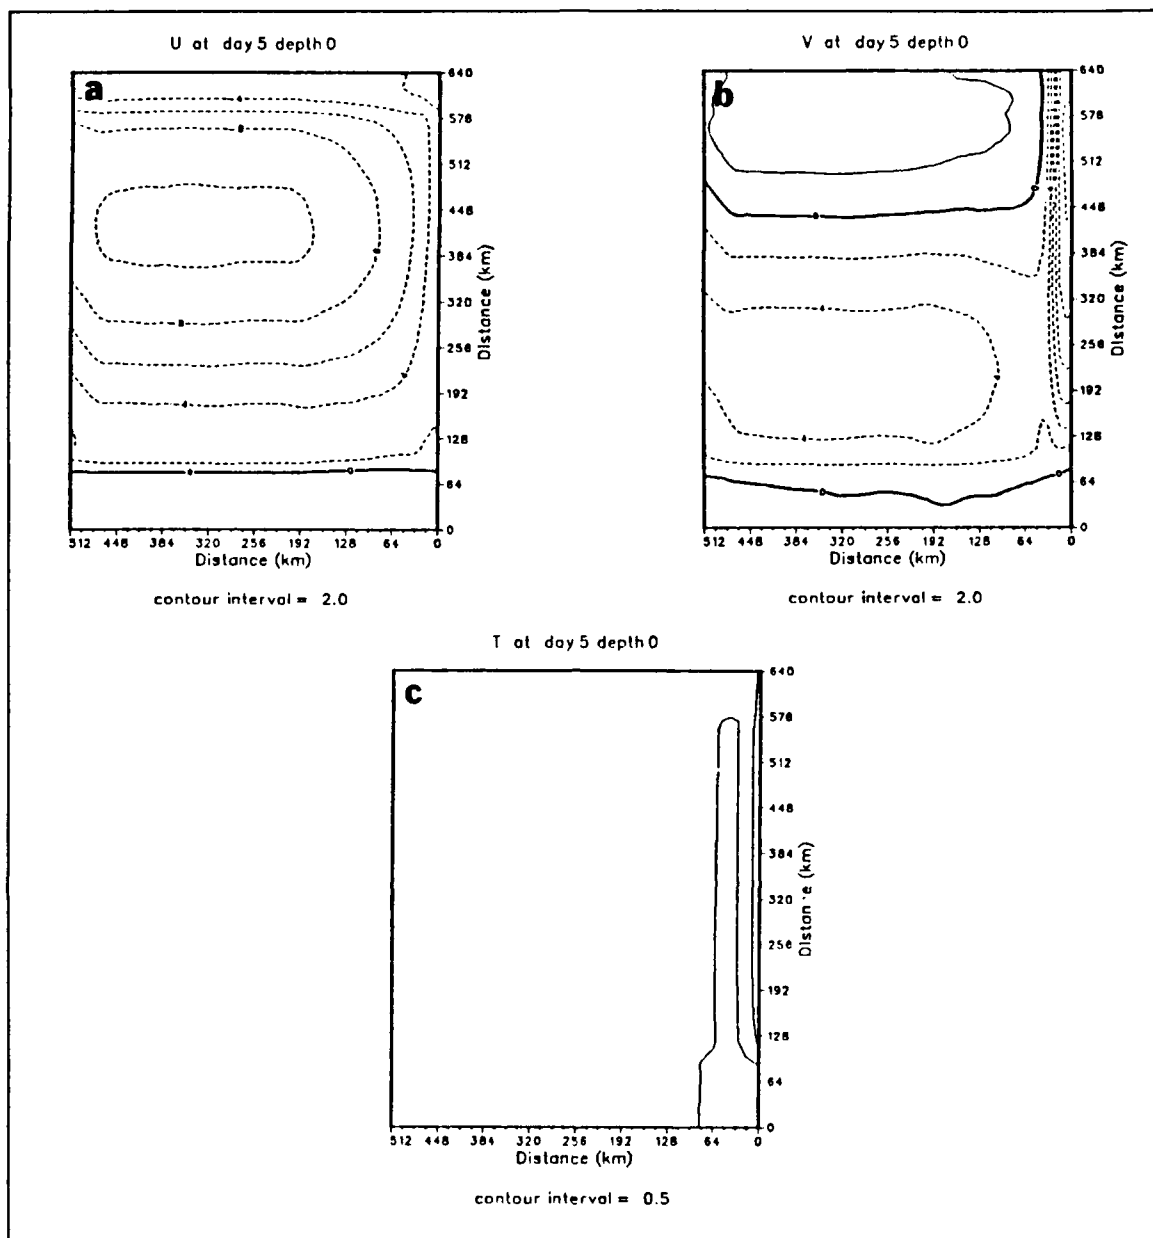 U at day 5 depth 0
a
640
576
512
448
384
320
256
192
128
64
0
Distance (km)
512 448 384 320 256 192 128 64 0
Distance (km)
contour interval = 2.0
V at day 5 depth 0
b
640
576
512
448
384
320
256
192
128
64
0
Distance (km)
512 448 384 320 256 192 128 64 0
Distance (km)
contour interval = 2.0
T at day 5 depth 0
c
640
576
512
448
384
320
256
192
128
64
0
Distance (km)
512 448 384 320 256 192 128 64 0
Distance (km)
contour interval = 0.5